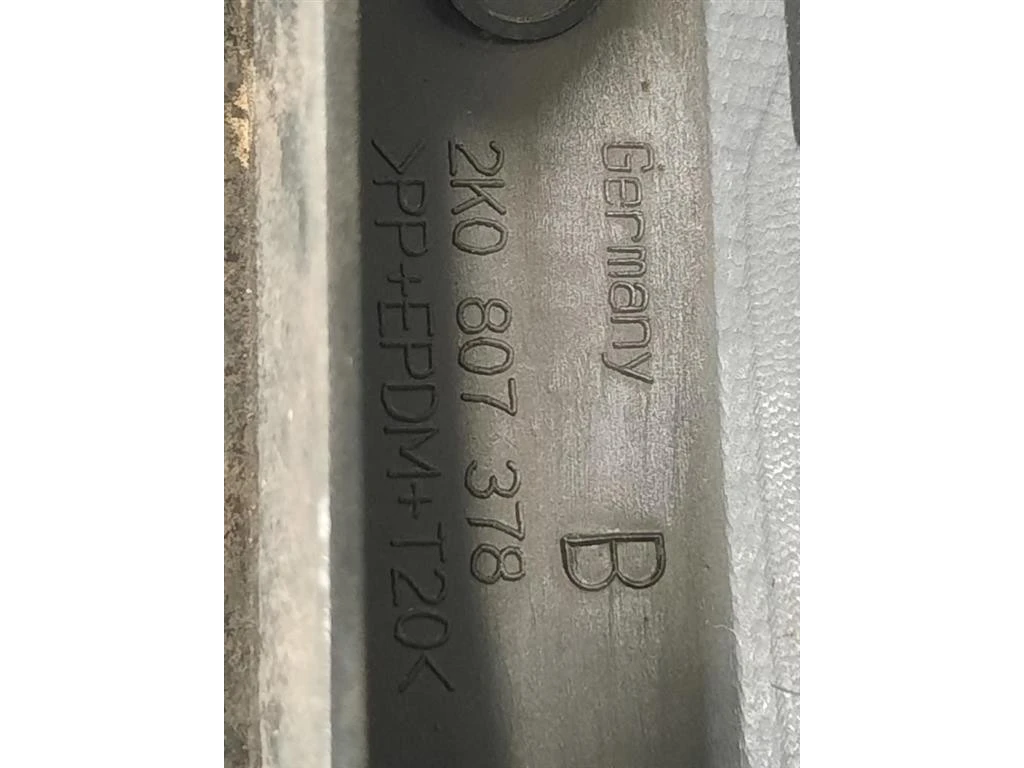 Germany
B
2K0 807 378
>PP+EPDM+T20<